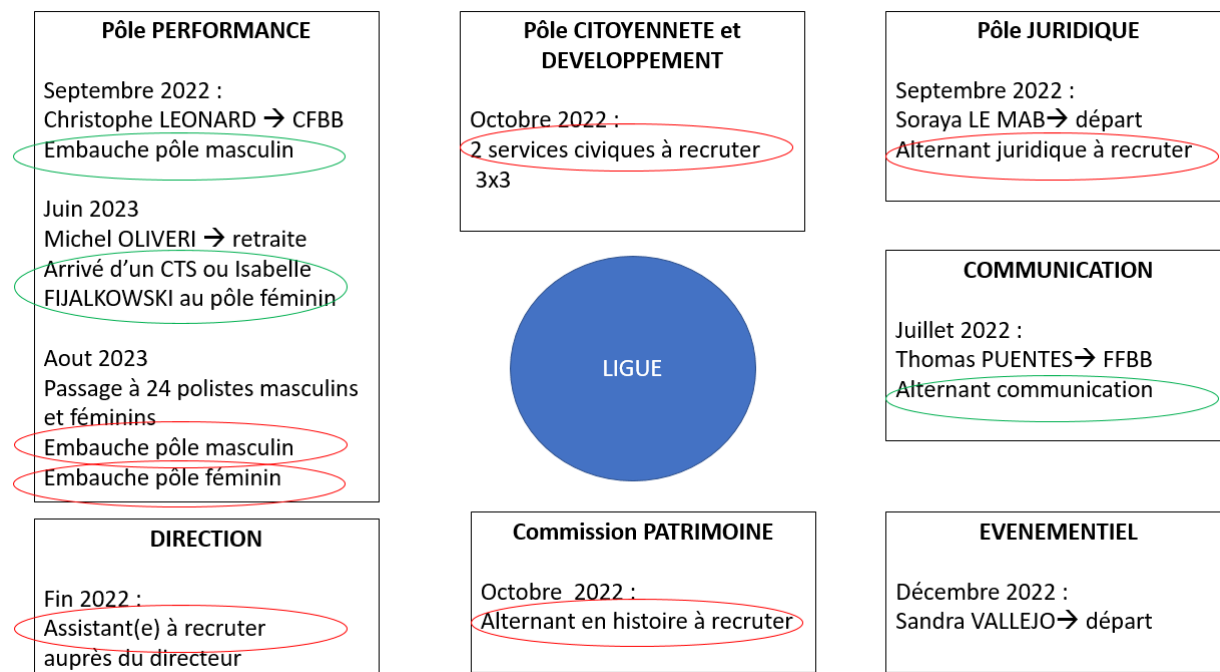 Pôle PERFORMANCE
Septembre 2022 :
Christophe LEONARD → CFBB
Embauche pôle masculin
Juin 2023
Michel OLIVERI → retraite
Arrivé d’un CTS ou Isabelle
FIJALKOWSKI au pôle féminin
Aout 2023
Passage à 24 polistes masculins
et féminins
Embauche pôle masculin
Embauche pôle féminin
Pôle CITOYENNETE et
DEVELOPPEMENT
Octobre 2022 :
2 services civiques à recruter
3x3
Pôle JURIDIQUE
Septembre 2022 :
Soraya LE MAB→ départ
Alternant juridique à recruter
LIGUE
COMMUNICATION
Juillet 2022 :
Thomas PUENTES→ FFBB
Alternant communication
DIRECTION
Fin 2022 :
Assistant(e) à recruter
auprès du directeur
Commission PATRIMOINE
Octobre 2022 :
Alternant en histoire à recruter
EVENEMENTIEL
Décembre 2022 :
Sandra VALLEJO→ départ